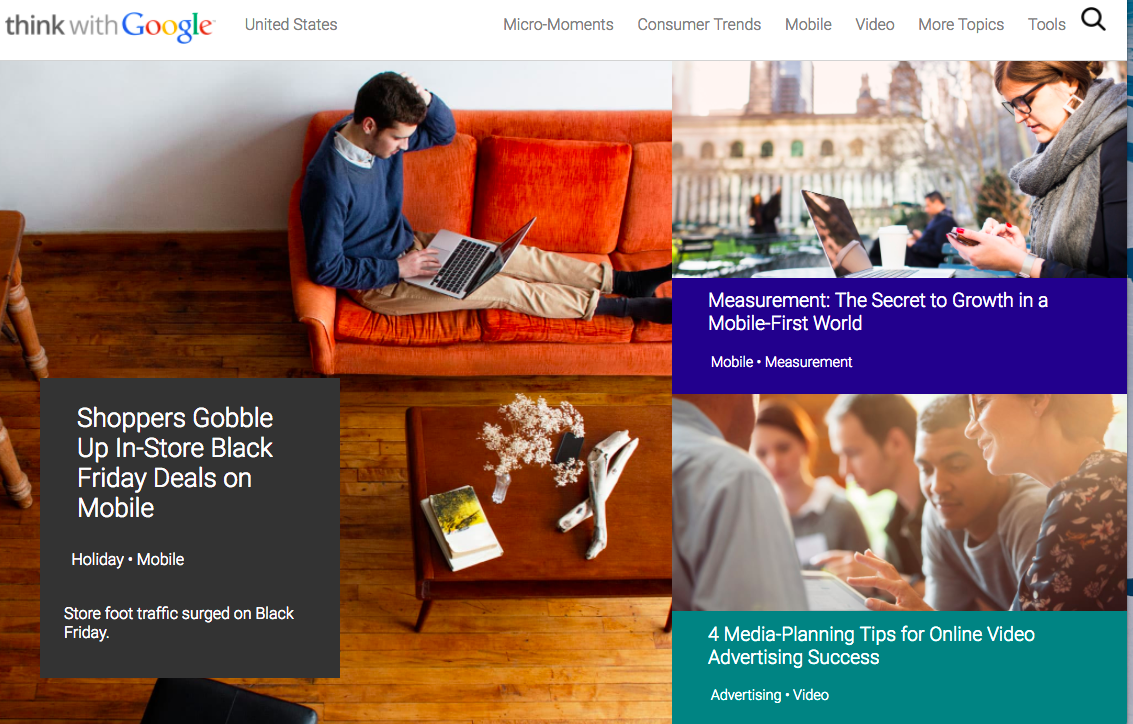 think with Google
United States
Micro-Moments
Consumer Trends
Mobile
Video
More Topics
Tools
Shoppers Gobble
Up In-Store Black
Friday Deals on
Mobile
Holiday • Mobile
Store foot traffic surged on Black
Friday.
Measurement: The Secret to Growth in a
Mobile-First World
Mobile • Measurement
4 Media-Planning Tips for Online Video
Advertising Success
Advertising • Video